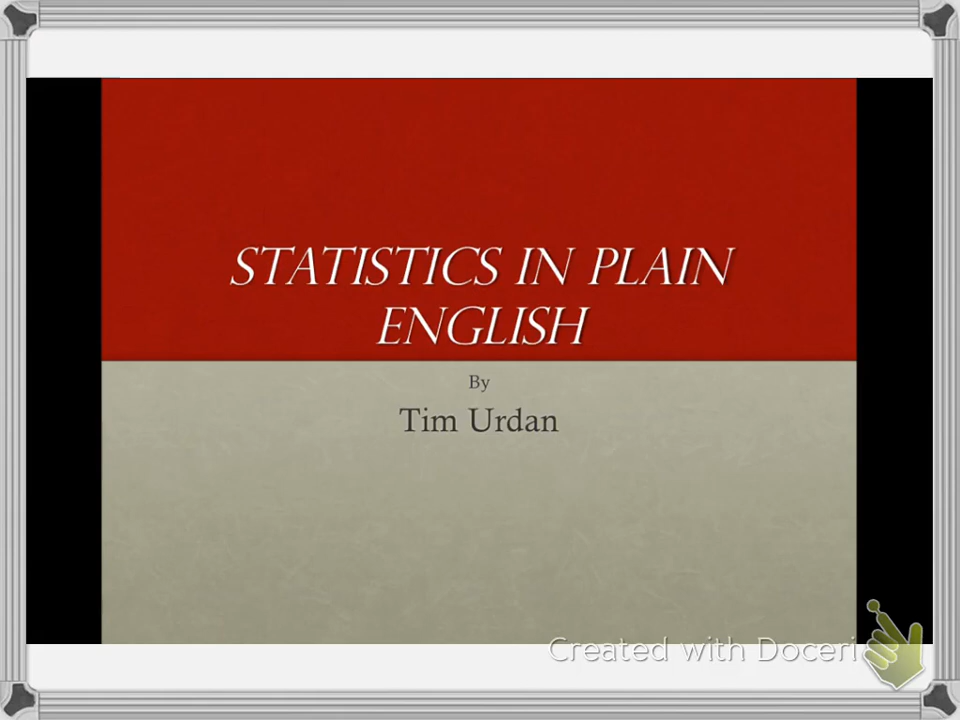 STATISTICS IN PLAIN
ENGLISH
By
Tim Urdan
Created with Doceri